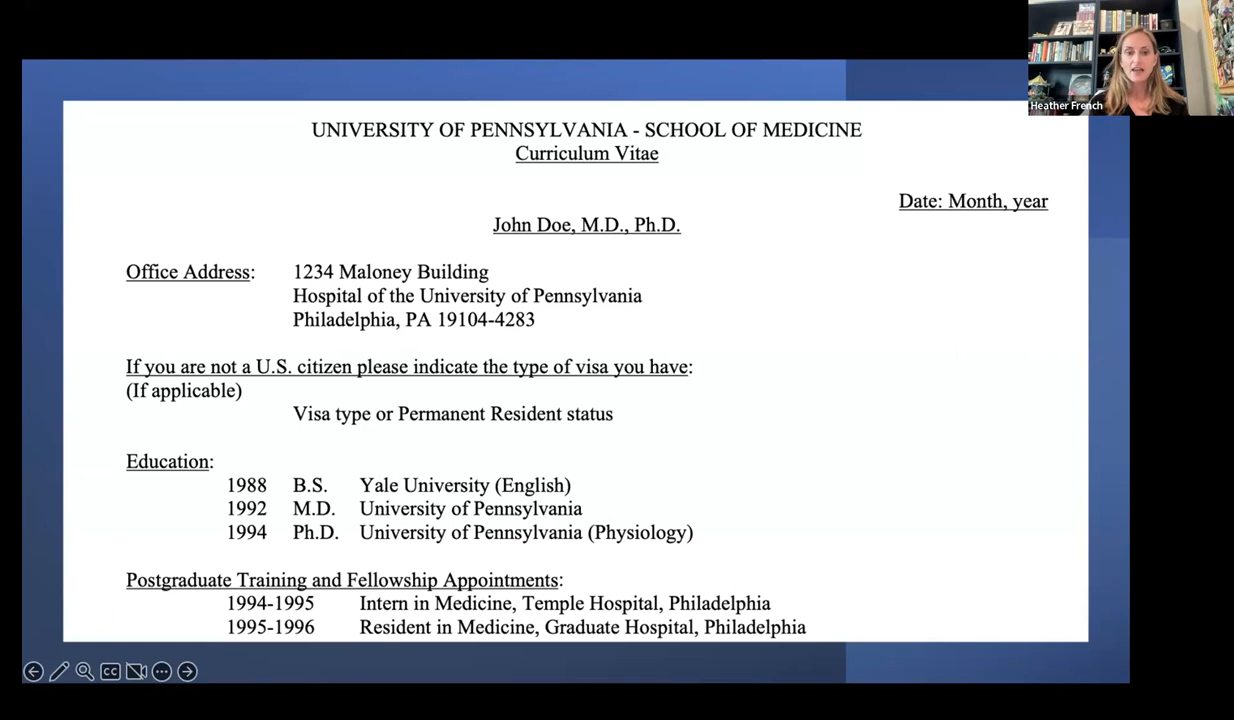 Heather French
UNIVERSITY OF PENNSYLVANIA - SCHOOL OF MEDICINE
Curriculum Vitae
Date: Month, year
John Doe, M.D., Ph.D.
Office Address: 1234 Maloney Building
Hospital of the University of Pennsylvania
Philadelphia, PA 19104-4283
If you are not a U.S. citizen please indicate the type of visa you have:
(If applicable)
Visa type or Permanent Resident status
Education:
1988 B.S. Yale University (English)
1992 M.D. University of Pennsylvania
1994 Ph.D. University of Pennsylvania (Physiology)
Postgraduate Training and Fellowship Appointments:
1994-1995 Intern in Medicine, Temple Hospital, Philadelphia
1995-1996 Resident in Medicine, Graduate Hospital, Philadelphia
CC